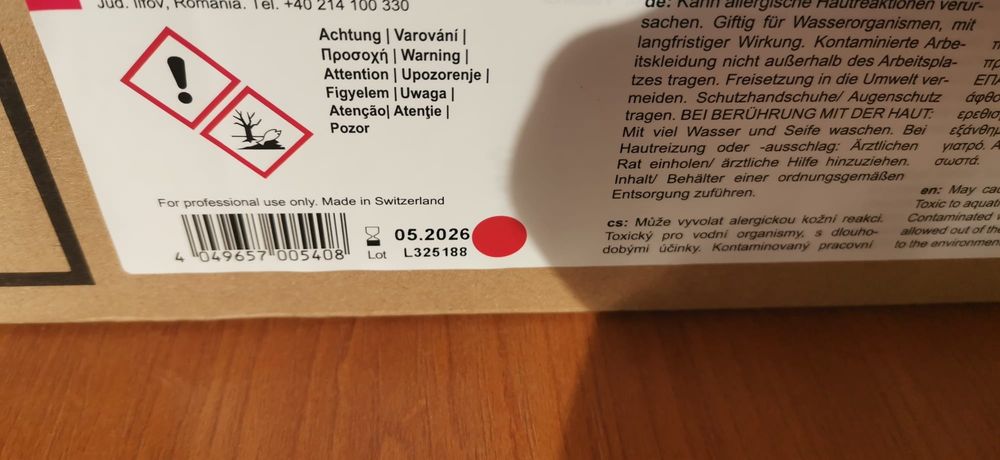 Jud. Ilfov, România. Tel. +40 214 100 330
Achtung | Varování |
Προσοχή | Warning |
Attention | Upozorenje |
Figyelem | Uwaga |
Atenção| Atenţie |
Pozor
For professional use only. Made in Switzerland
4 049657 005408
05.2026
Lot L325188
de: Kann allergische Hautreaktionen verur-
sachen. Giftig für Wasserorganismen, mit
langfristiger Wirkung. Kontaminierte Arbe-
itskleidung nicht außerhalb des Arbeitspla-
tzes tragen. Freisetzung in die Umwelt ver-
meiden. Schutzhandschuhe/ Augenschutz
tragen. BEI BERÜHRUNG MIT DER HAUT:
Mit viel Wasser und Seife waschen. Bei
Hautreizung oder -ausschlag: Ärztlichen
Rat einholen/ ärztliche Hilfe hinzuziehen.
Inhalt/ Behälter einer ordnungsgemäßen
Entsorgung zuführen.
cs: Může vyvolat alergickou kožní reakci.
Toxický pro vodní organismy, s dlouho-
dobými účinky. Kontaminovaný pracovní
γιατρό. Α
σωστά.
en: May cau
Toxic to aquat
Contaminated
allowed out of the
to the environmen